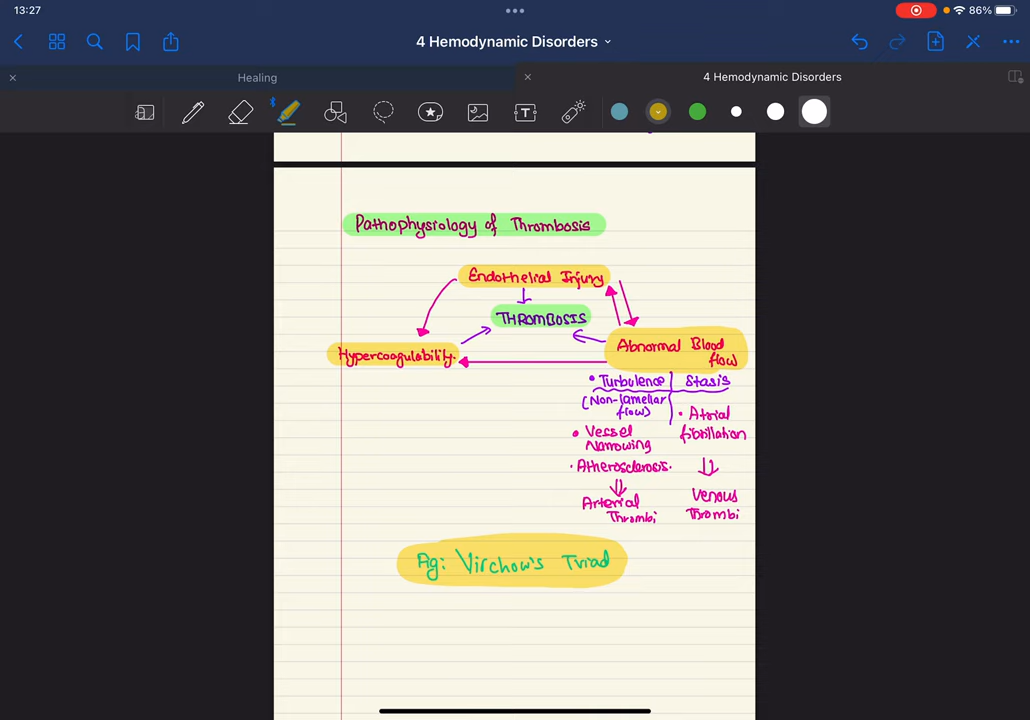 13:27
86%
4 Hemodynamic Disorders
Healing
4 Hemodynamic Disorders
Pathophysiology of Thrombosis
Endothelial Injury
THROMBOSIS
Hypercoagulability
Abnormal Blood
flow
• Turbulence
(Non-lamellar
flow)
• Vessel
Narrowing
• Atherosclerosis.
Arterial
Thrombi
Stasis
• Atrial
fibrillation
Venous
Thrombi
Fig: Virchow's Triad